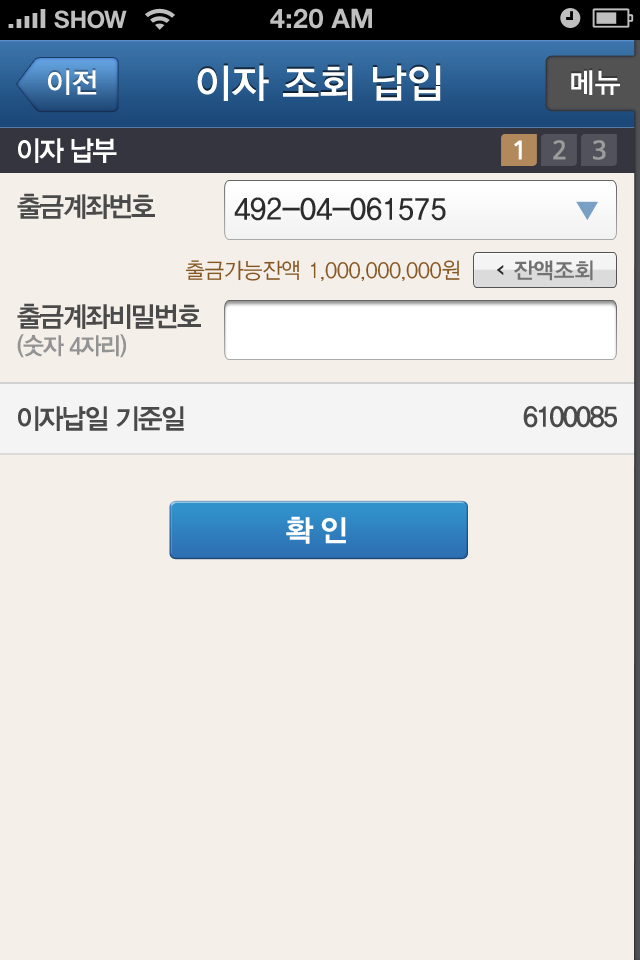 SHOW 4:20 AM
이전 이자 조회 납입 메뉴
이자 납부 1 2 3
출금계좌번호 492-04-061575
출금가능잔액 1,000,000,000원 < 잔액조회
출금계좌비밀번호
(숫자 4자리)
이자납일 기준일 6100085
확인